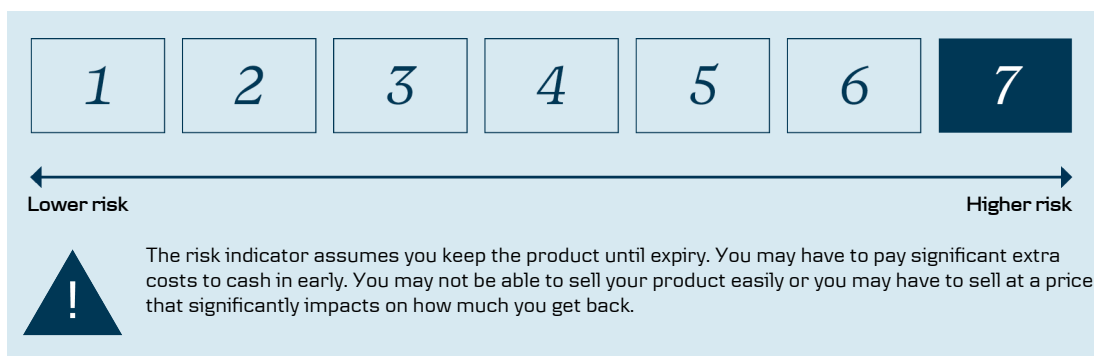 1 2 3 4 5 6 7
Lower risk Higher risk
The risk indicator assumes you keep the product until expiry. You may have to pay significant extra
costs to cash in early. You may not be able to sell your product easily or you may have to sell at a price
that significantly impacts on how much you get back.
!